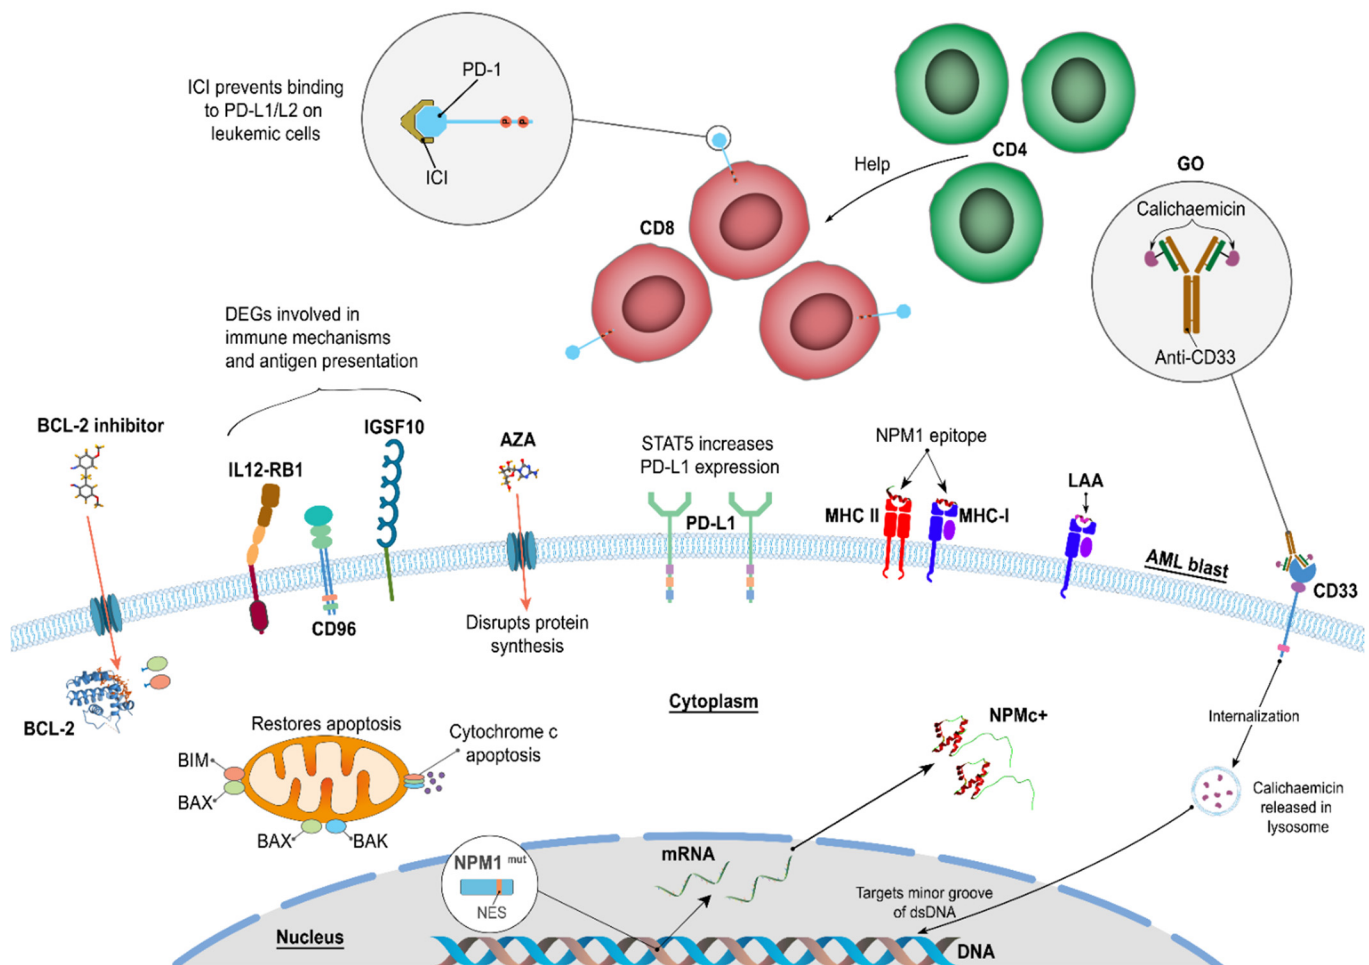 ICI prevents binding
to PD-L1/L2 on
leukemic cells
PD-1
P
P
ICI
Help
CD4
CD8
GO
Calichaemicin
Anti-CD33
DEGs involved in
immune mechanisms
and antigen presentation
BCL-2 inhibitor
IL12-RB1
IGSF10
CD96
AZA
Disrupts protein
synthesis
STAT5 increases
PD-L1 expression
PD-L1
NPM1 epitope
MHC II
MHC-I
LAA
AML blast
CD33
BCL-2
Restores apoptosis
Cytochrome c
apoptosis
BIM
BAX
BAX
BAK
Cytoplasm
NPMc+
Internalization
Calichaemicin
released in
lysosome
NPM1 mut
NES
mRNA
Targets minor groove
of dsDNA
Nucleus
DNA